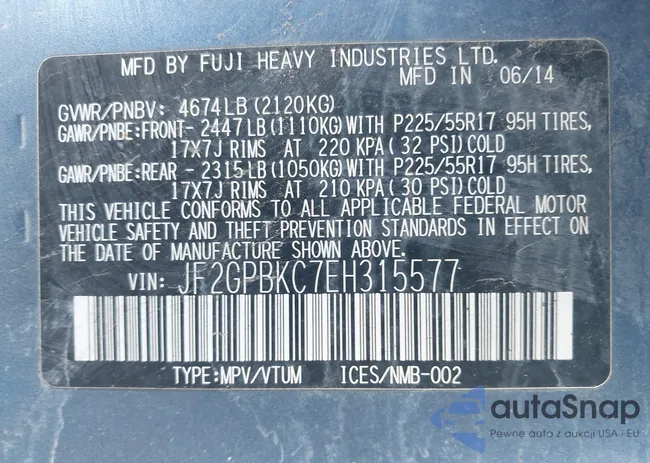 MFD BY FUJI HEAVY INDUSTRIES LTD.
MFD IN 06/14
GVWR/PNBV: 4674LB(2120KG)
GAWR/PNBE:FRONT-2447LB(1110KG)WITH P225/55R17 95H TIRES,
17X7J RIMS AT 220 KPA(32 PSI)COLD
GAWR/PNBE:REAR -2315LB(1050KG)WITH P225/55R17 95H TIRES,
17X7J RIMS AT 210 KPA(30 PSI)COLD
THIS VEHICLE CONFORMS TO ALL APPLICABLE FEDERAL MOTOR
VEHICLE SAFETY AND THEFT PREVENTION STANDARDS IN EFFECT ON
THE DATE OF MANUFACTURE SHOWN ABOVE.
VIN: JF2GPBKC7EH315577
TYPE:MPV/VTUM ICES/NMB-002
autaSnap
Pewne auta z aukcji USA i EU